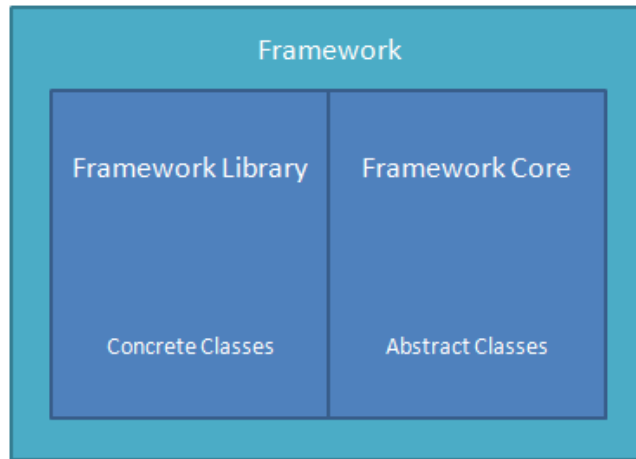 Framework
Framework Library
Framework Core
Concrete Classes
Abstract Classes